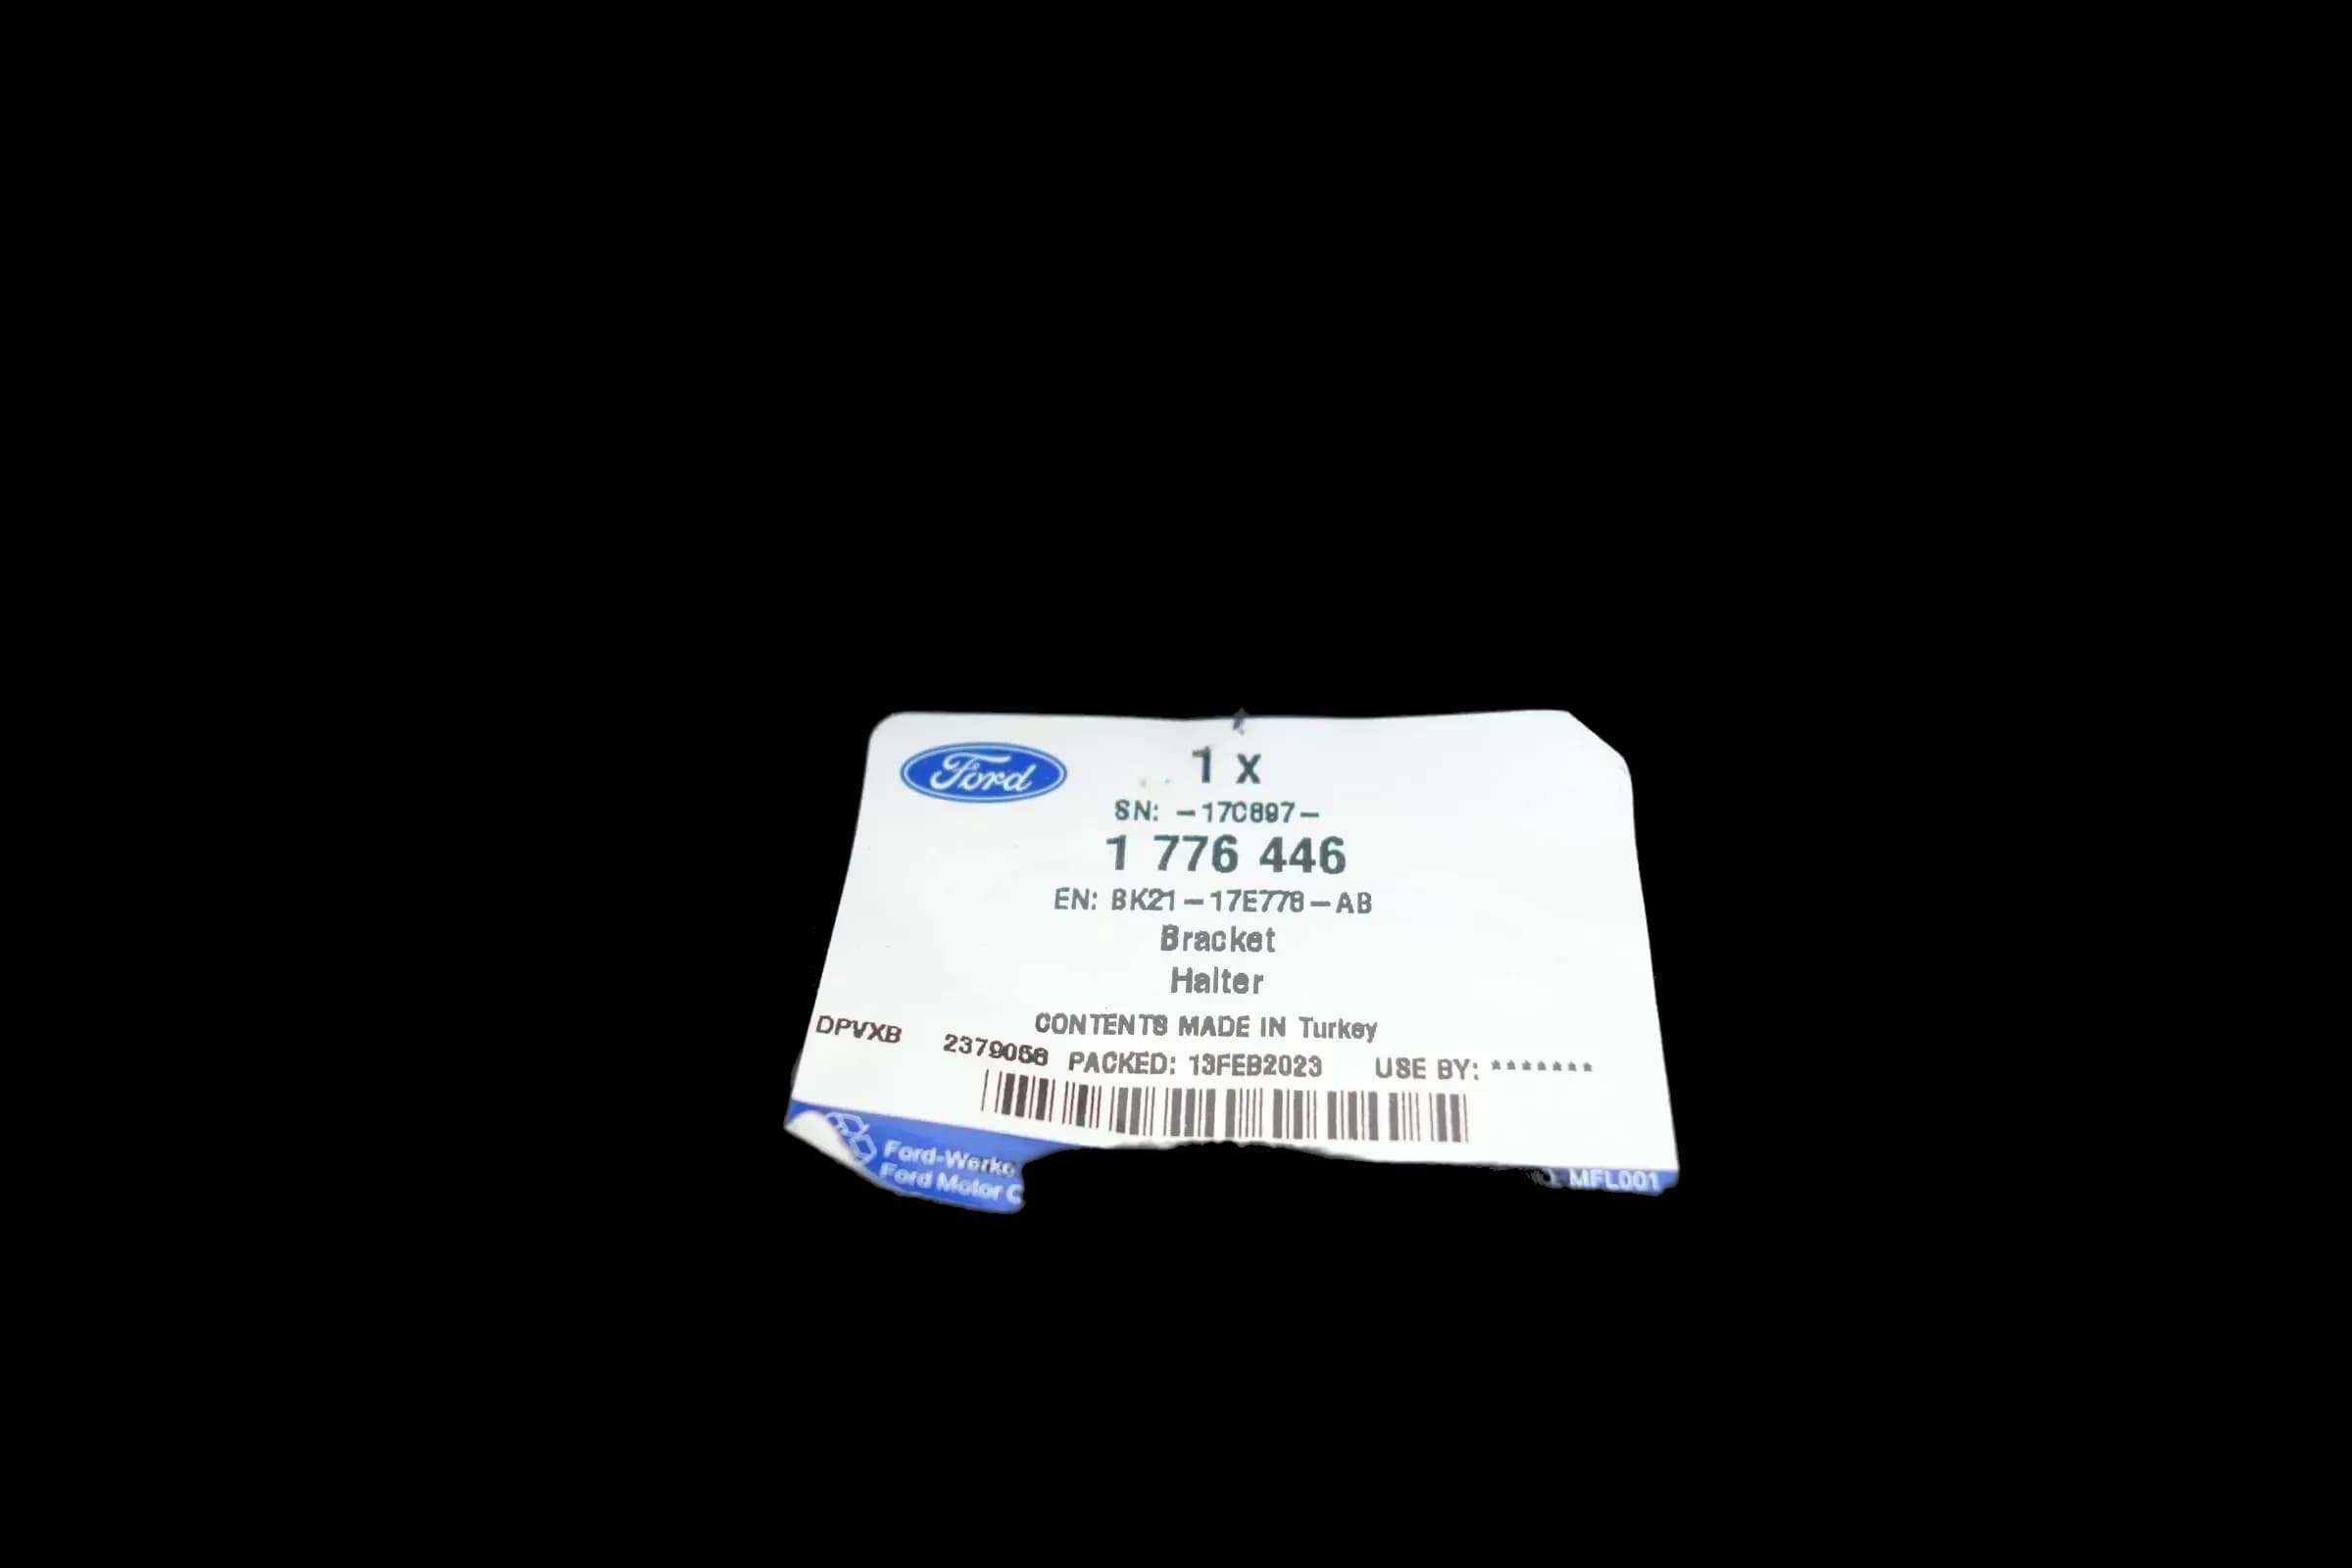 Ford
1 x
SN: -17C897-
1 776 446
EN: BK21-17E778-AB
Bracket
Halter
CONTENTS MADE IN Turkey
DPVXB 2379058 PACKED: 13FEB2023 USE BY: *******
Ford-Werke
Ford Motor C
MFL001